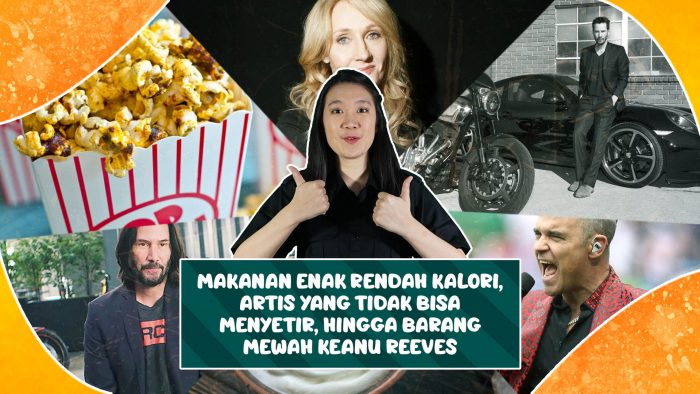 MAKANAN ENAK RENDAH KALORI,
ARTIS YANG TIDAK BISA
MENYETIR, HINGGA BARANG
MEWAH KEANU REEVES